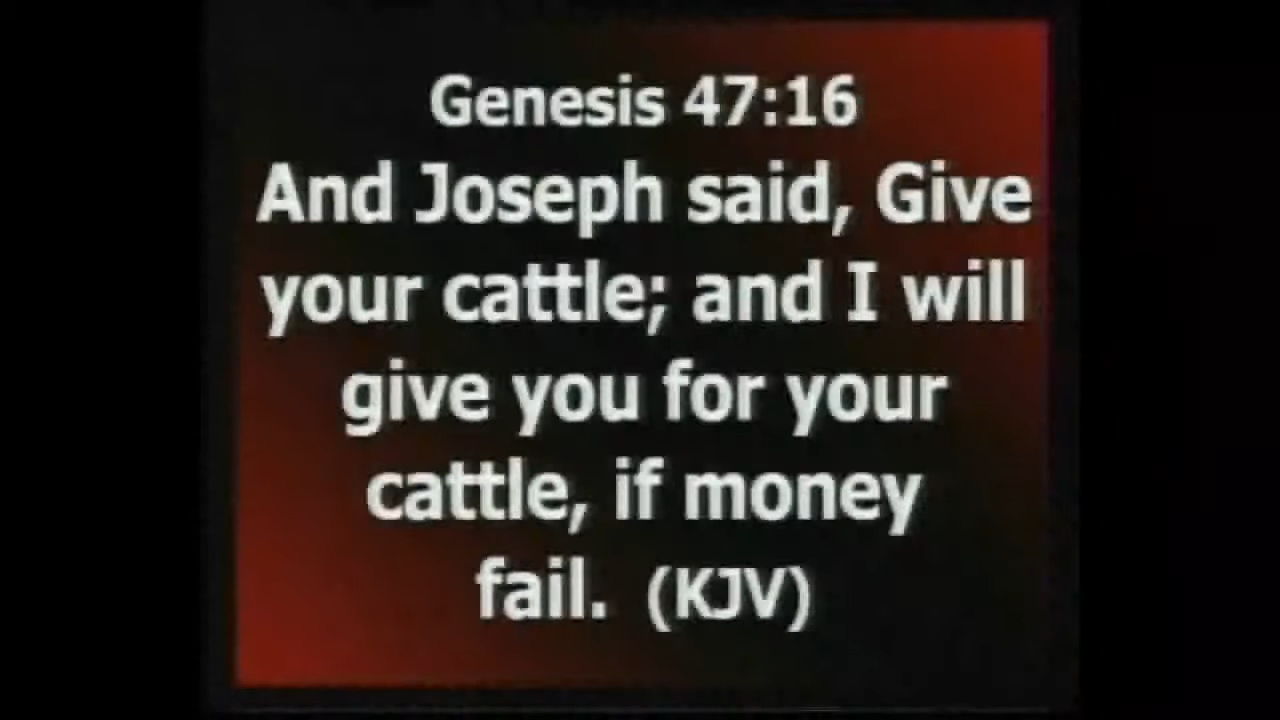 Genesis 47:16
And Joseph said, Give
your cattle; and I will
give you for your
cattle, if money
fail. (KJV)